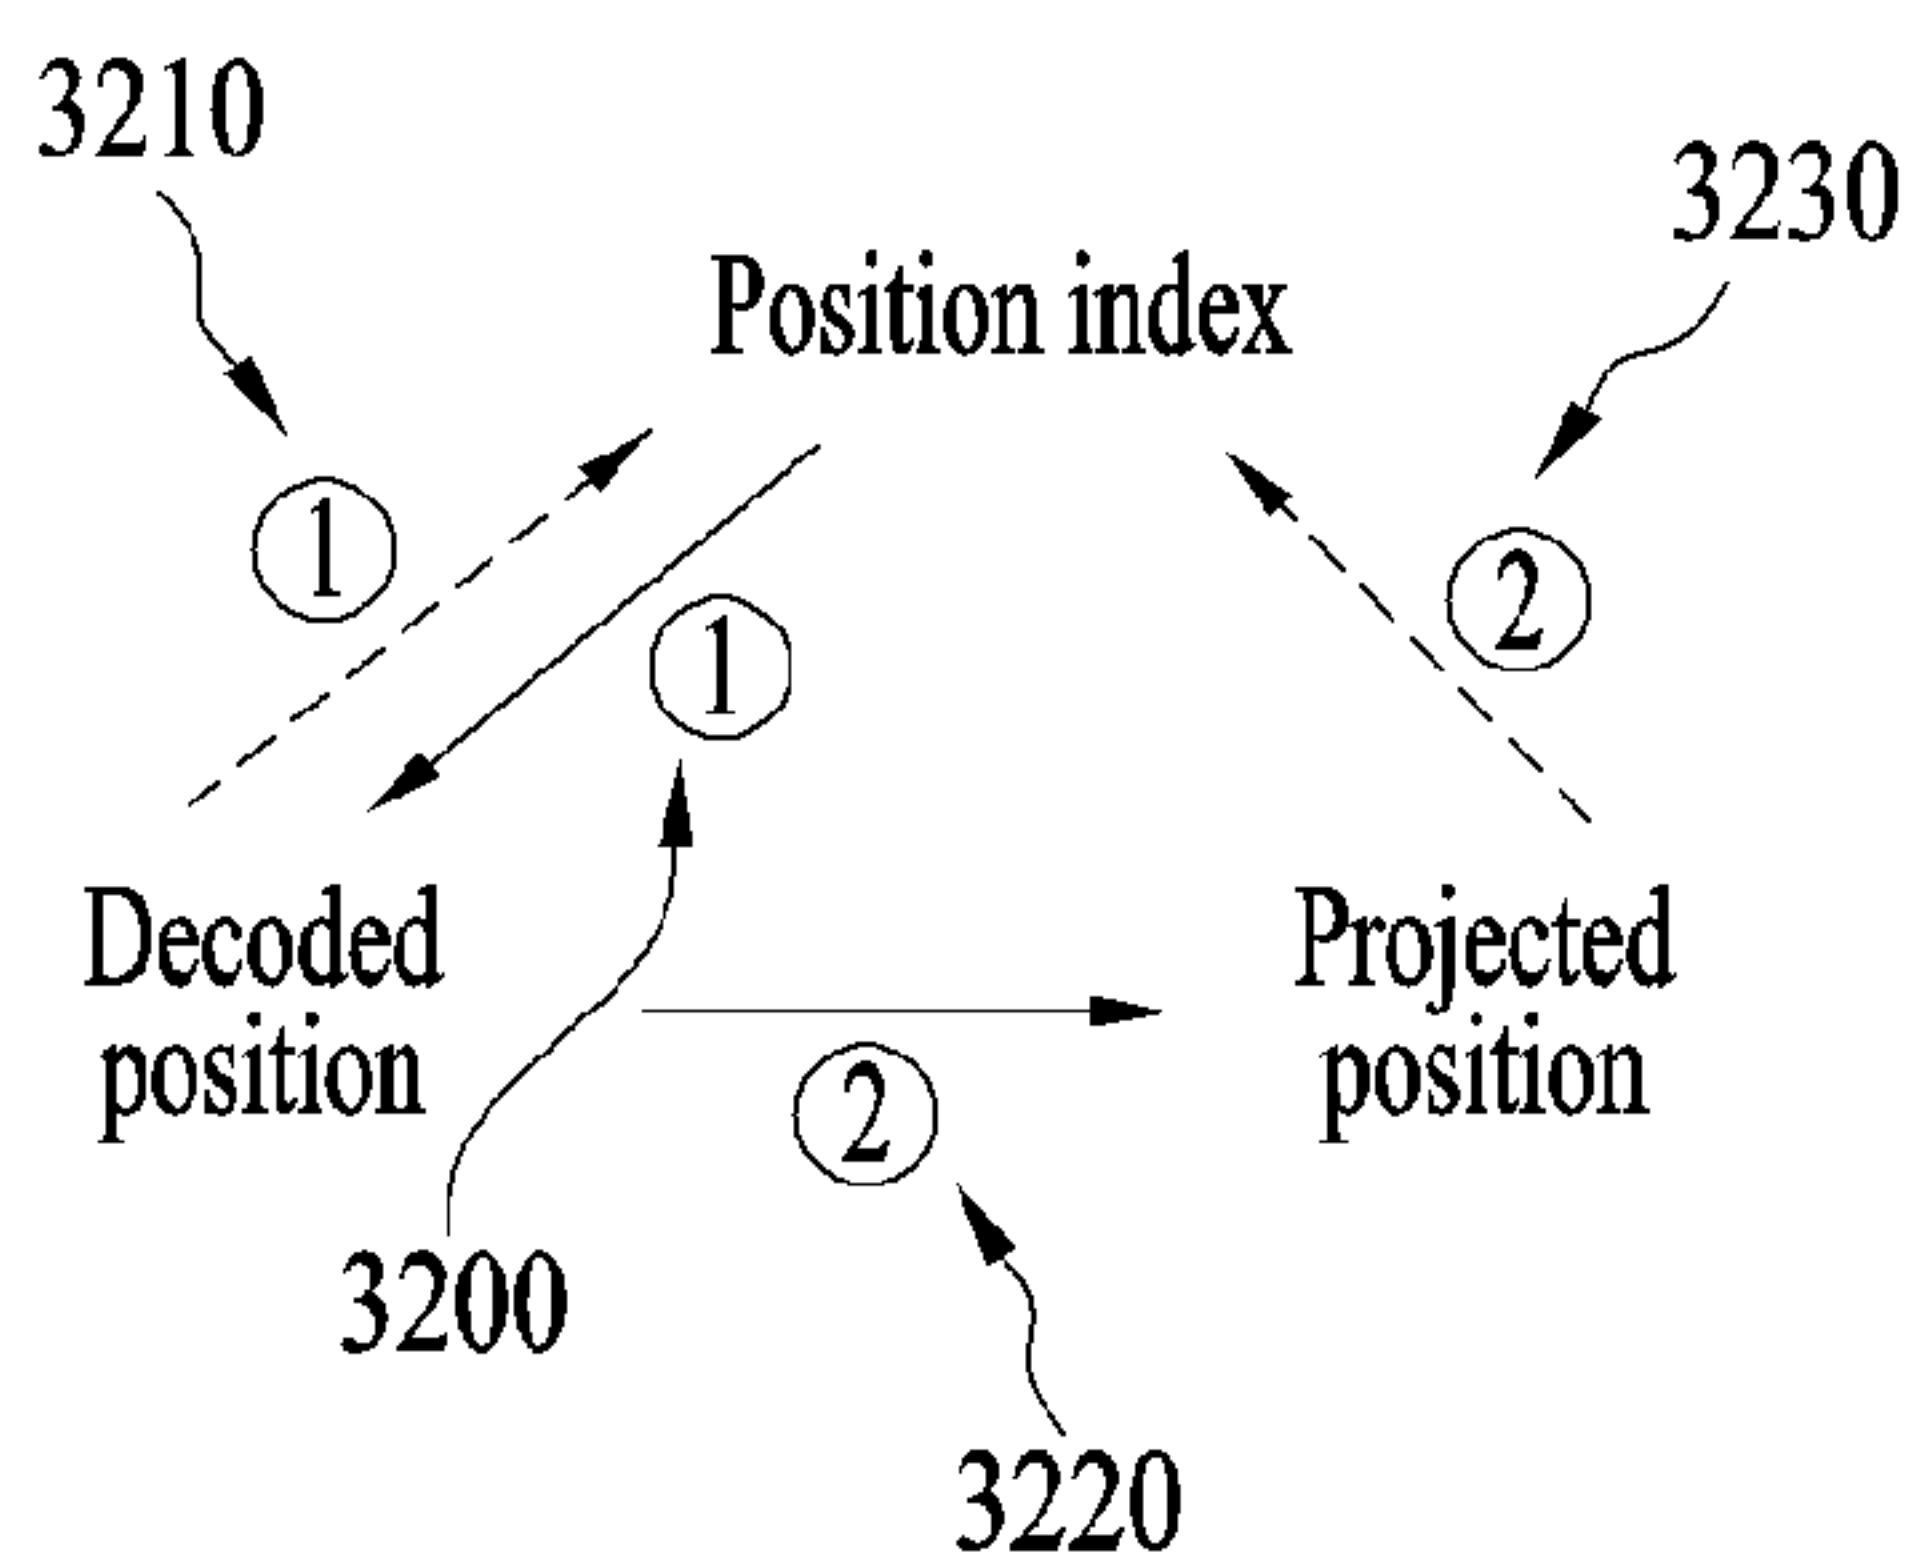 3210
3230
Position index
1
2
1
Decoded
position
Projected
position
2
3200
3220